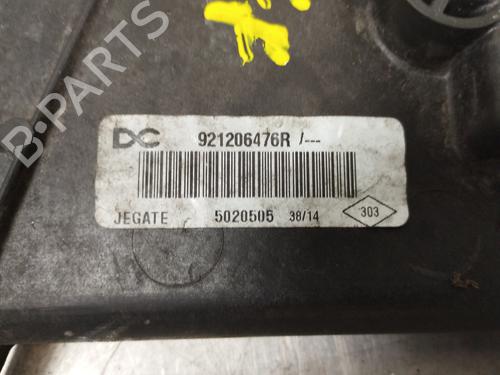 DC 921206476R /---
JEGATE 5020505 38/14 303
B-PARTS